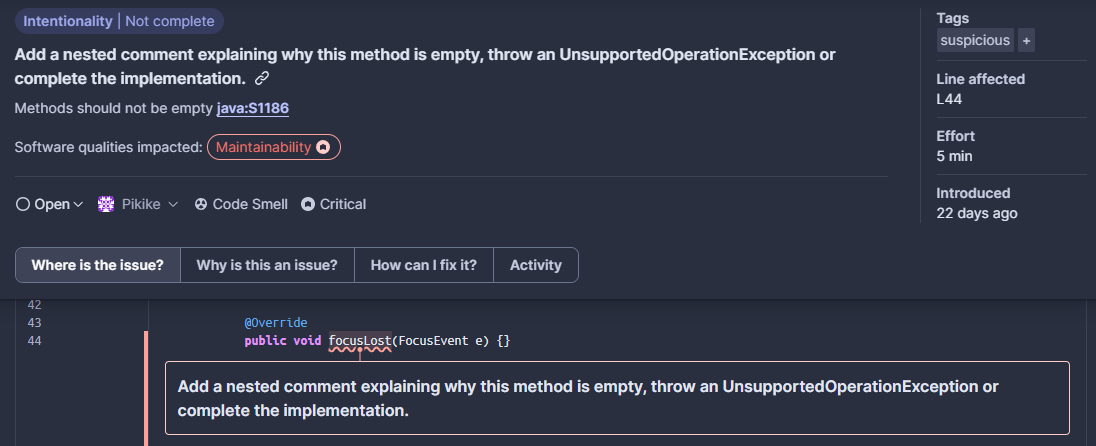 Intentionality | Not complete
Add a nested comment explaining why this method is empty, throw an UnsupportedOperationException or
complete the implementation.
Methods should not be empty java:S1186
Software qualities impacted: Maintainability
Open Pikike Code Smell Critical
Tags
suspicious +
Line affected
L44
Effort
5 min
Introduced
22 days ago
Where is the issue? Why is this an issue? How can I fix it? Activity
42
43 @Override
44 public void focusLost(FocusEvent e) {}
Add a nested comment explaining why this method is empty, throw an UnsupportedOperationException or
complete the implementation.